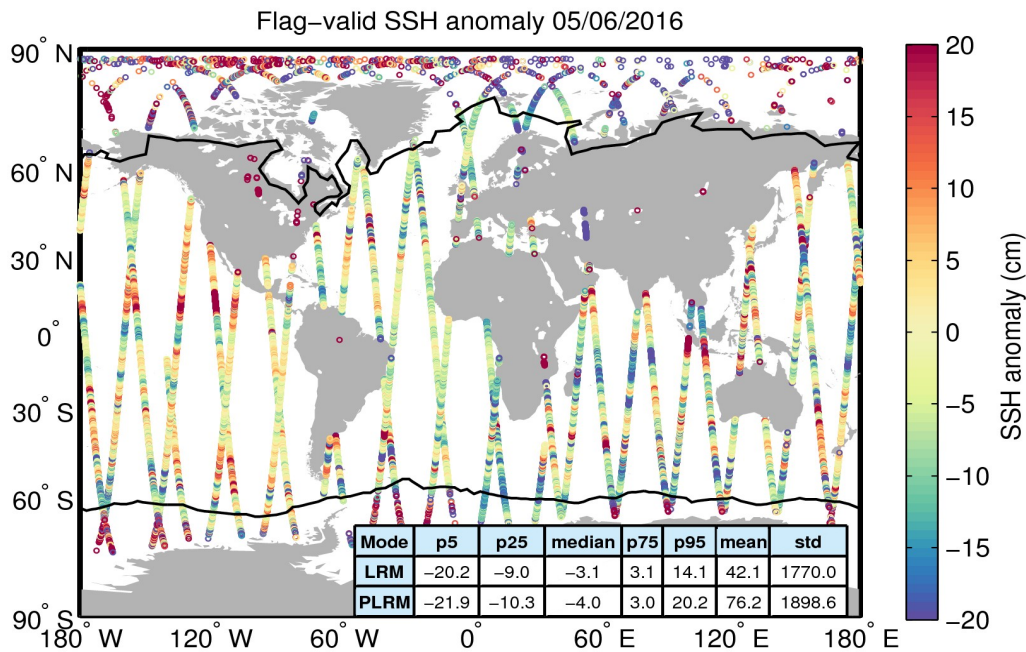 Flag−valid SSH anomaly 05/06/2016
90° N
60° N
30° N
0°
30° S
60° S
90° S
180° W 120° W 60° W 0° 60° E 120° E 180° E
Mode p5 p25 median p75 p95 mean std
LRM −20.2 −9.0 −3.1 3.1 14.1 42.1 1770.0
PLRM −21.9 −10.3 −4.0 3.0 20.2 76.2 1898.6
20
15
10
5
0
−5
−10
−15
−20
SSH anomaly (cm)